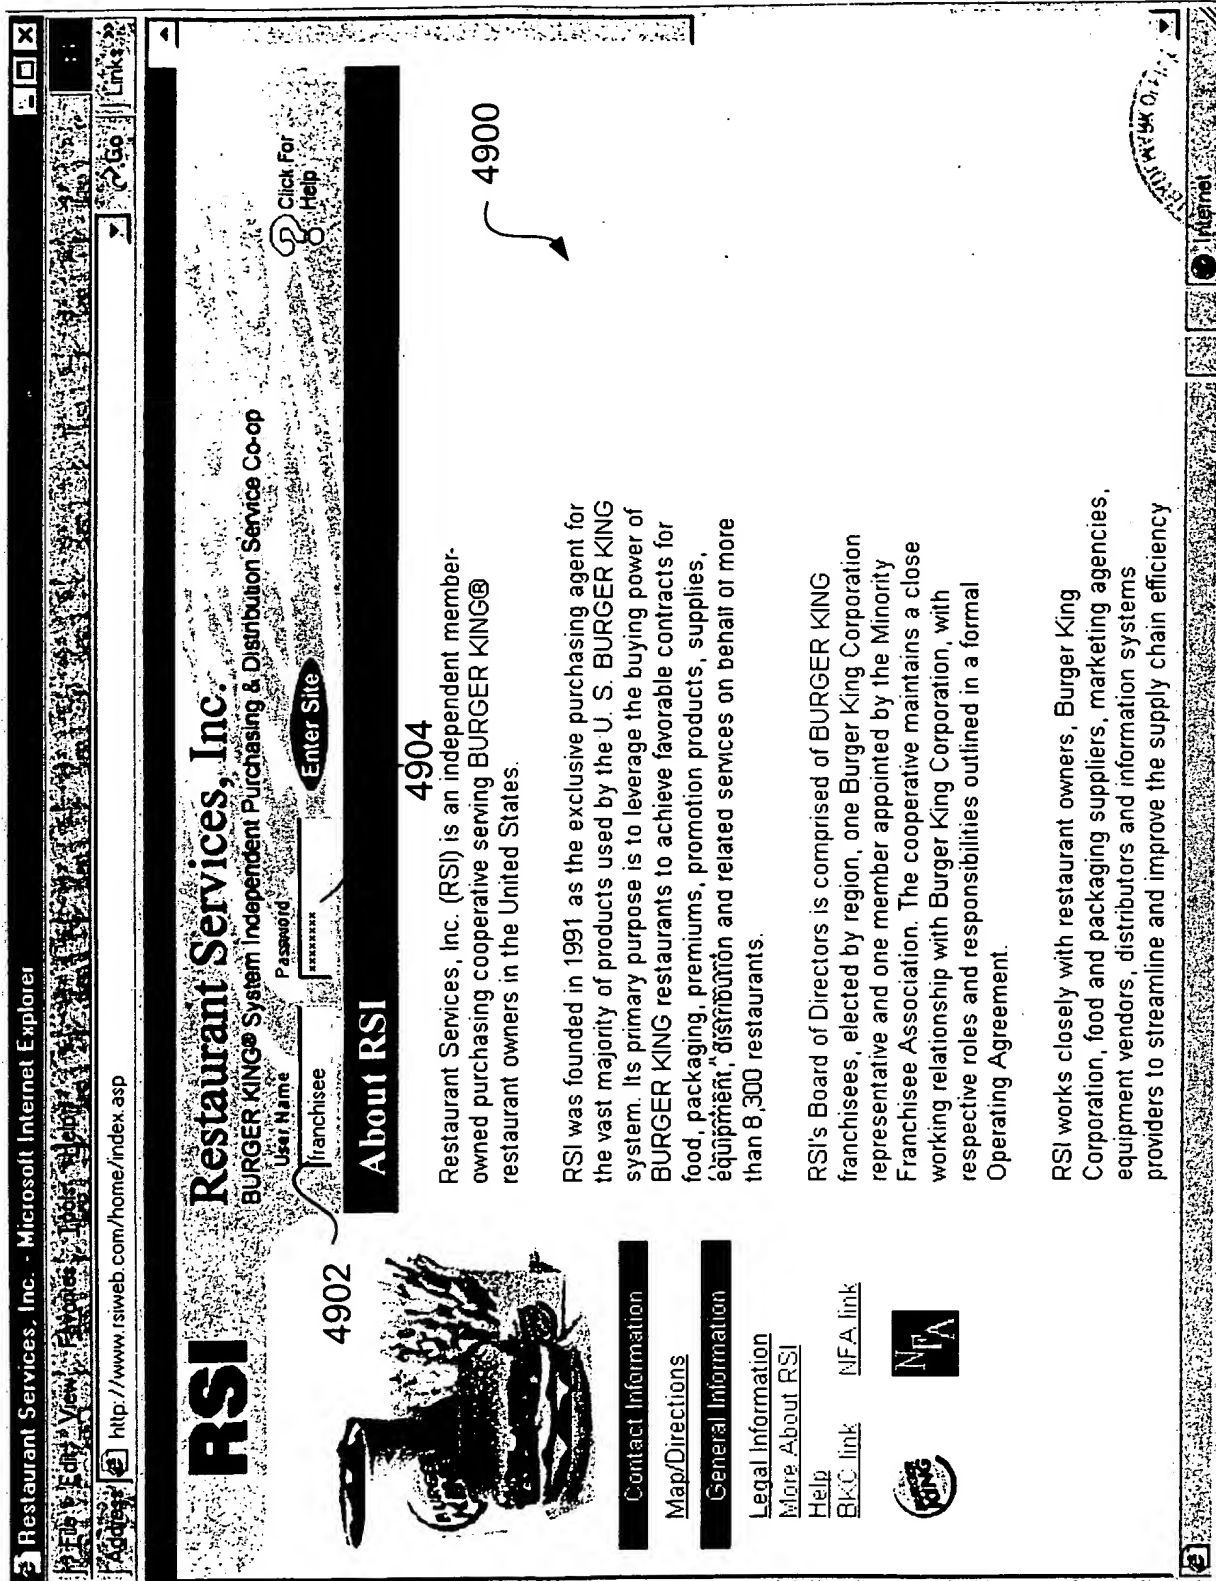 Restaurant Services, Inc. - Microsoft Internet Explorer
File Edit View Favorites Tools Help
Address http://www.rsiweb.com/home/index.asp Go Links »
RSI
Restaurant Services, Inc.
BURGER KING® System Independent Purchasing & Distribution Service Co-op
User Name Password
franchisee ******** Enter Site
Click For
Help
4902
4904
4900
About RSI
Restaurant Services, Inc. (RSI) is an independent member-
owned purchasing cooperative serving BURGER KING®
restaurant owners in the United States.
RSI was founded in 1991 as the exclusive purchasing agent for
the vast majority of products used by the U. S. BURGER KING
system. Its primary purpose is to leverage the buying power of
BURGER KING restaurants to achieve favorable contracts for
food, packaging, premiums, promotion products, supplies,
equipment, distribution and related services on behalf of more
than 8,300 restaurants.
RSI's Board of Directors is comprised of BURGER KING
franchisees, elected by region, one Burger King Corporation
representative and one member appointed by the Minority
Franchisee Association. The cooperative maintains a close
working relationship with Burger King Corporation, with
respective roles and responsibilities outlined in a formal
Operating Agreement.
RSI works closely with restaurant owners, Burger King
Corporation, food and packaging suppliers, marketing agencies,
equipment vendors, distributors and information systems
providers to streamline and improve the supply chain efficiency
Contact Information
Map/Directions
General Information
Legal Information
More About RSI
Help
BKC link NFA link
BURGER KING
NFA
Internet